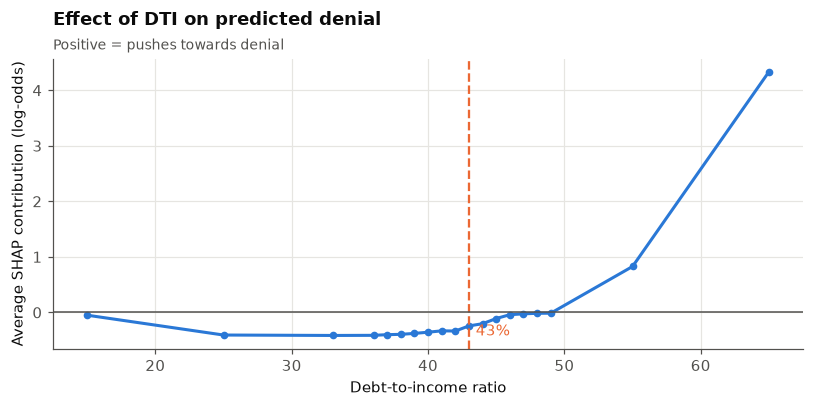 Effect of DTI on predicted denial
Positive = pushes towards denial
Average SHAP contribution (log-odds)
4
3
2
1
0
43%
20
30
40
50
60
Debt-to-income ratio